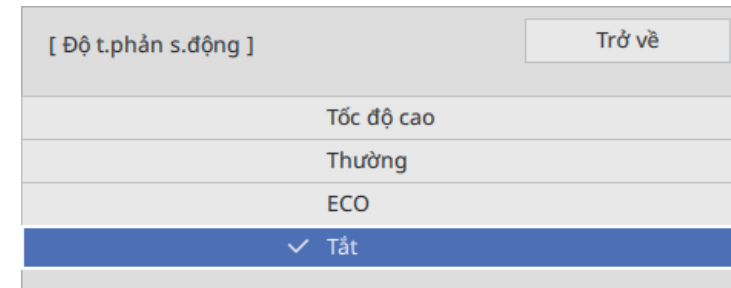 [ Độ t.phản s.động ] Trở về
Tốc độ cao
Thường
ECO
Tắt